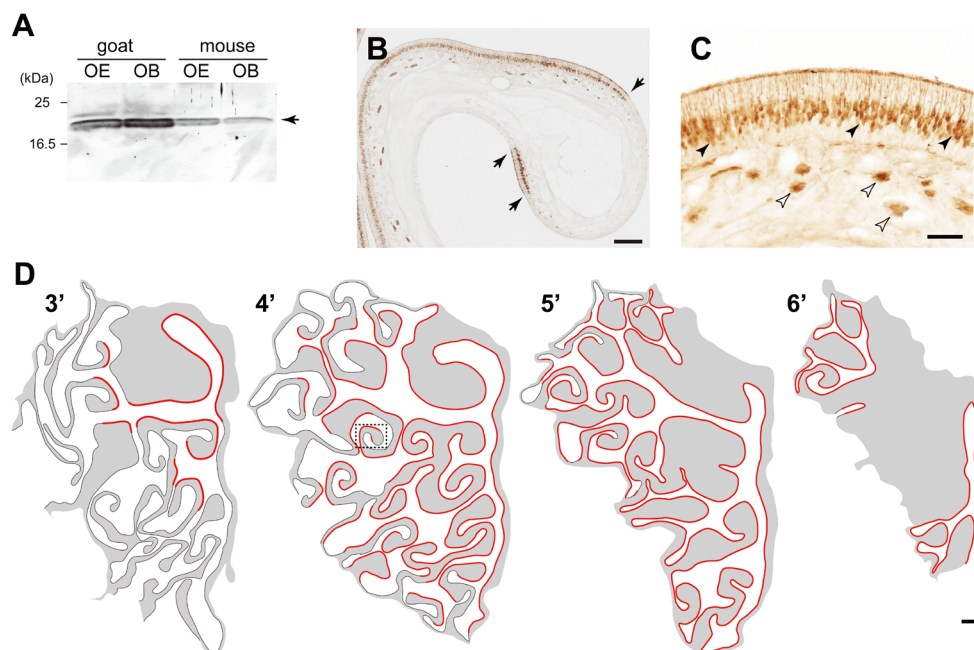 A
goat mouse
OE OB OE OB
(kDa)
25
16.5
B
C
D
3’
4’
5’
6’